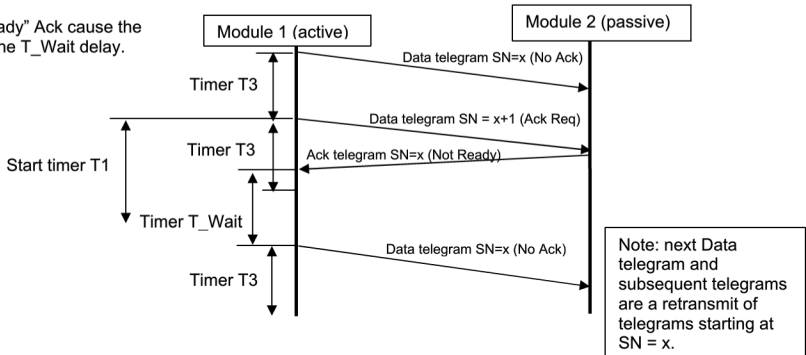 ady” Ack cause the
ne T_Wait delay.
Module 1 (active)
Module 2 (passive)
Data telegram SN=x (No Ack)
Timer T3
Data telegram SN = x+1 (Ack Req)
Timer T3
Ack telegram SN=x (Not Ready)
Start timer T1
Timer T_Wait
Data telegram SN=x (No Ack)
Timer T3
Note: next Data
telegram and
subsequent telegrams
are a retransmit of
telegrams starting at
SN = x.